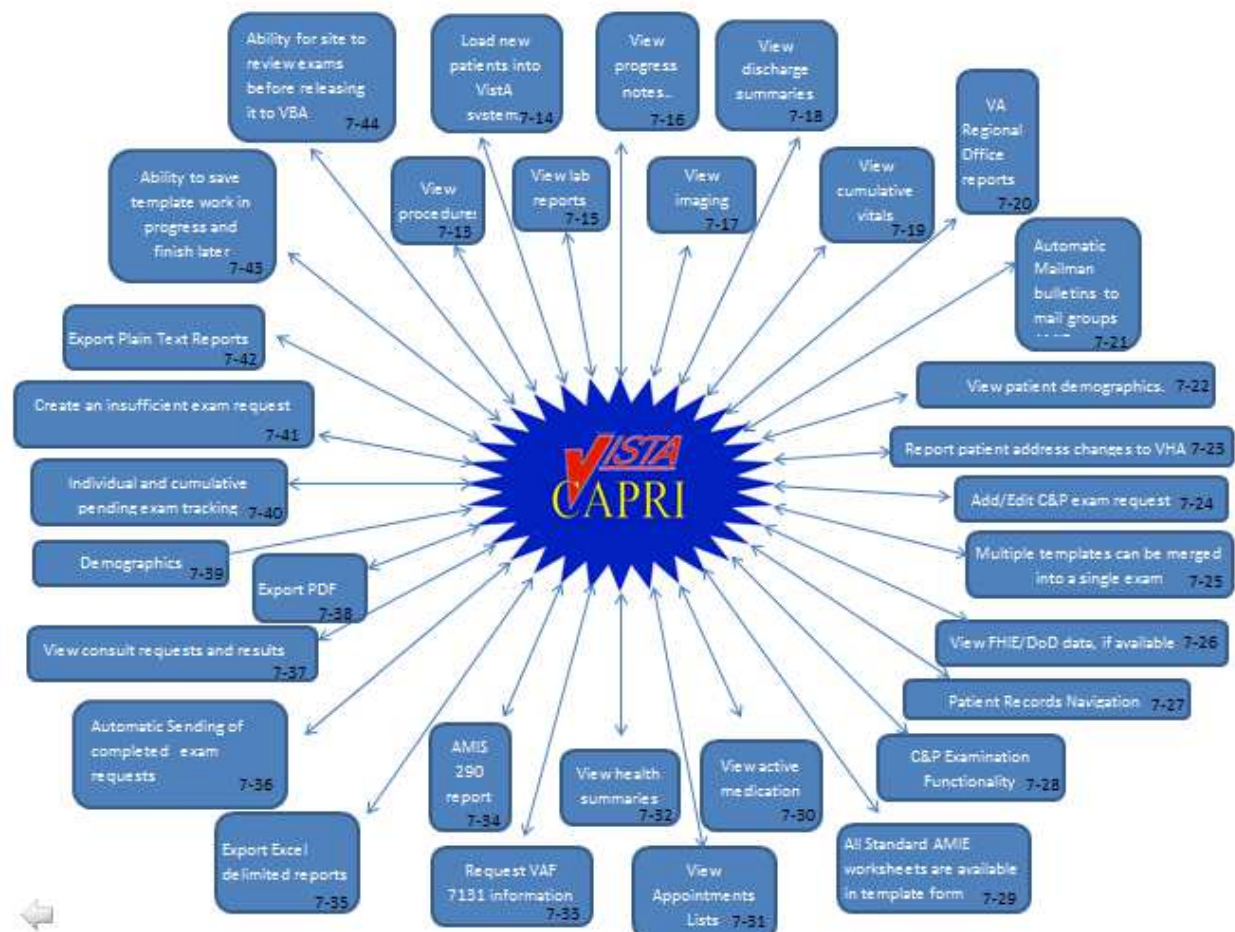 Ability for site to
review exams
before releasing
it to VBA
7-44
Load new
patients into
VistA
system
7-14
View
progress
notes...
7-16
View
discharge
summaries
7-18
VA
Regional
Office
reports
7-20
Ability to save
template work in
progress and
finish later
7-43
View
procedures
7-13
View lab
reports
7-15
View
imaging
7-17
View
cumulative
vitals
7-19
Automatic
Mailman
bulletins to
mail groups
7-21
Export Plain Text Reports
7-42
View patient demographics.
7-22
Create an insufficient exam request
7-41
Report patient address changes to VHA
7-23
Individual and cumulative
pending exam tracking
7-40
Add/Edit C&P exam request
7-24
VISTA
CAPRI
Demographics
7-39
Multiple templates can be merged
into a single exam
7-25
Export PDF
7-38
View FHIE/DoD data, if available
7-26
View consult requests and results
7-37
Patient Records Navigation
7-27
Automatic Sending of
completed exam
requests
7-36
AMIS
290
report
7-34
View health
summaries
7-32
View active
medication
7-30
C&P Examination
Functionality
7-28
Export Excel
delimited reports
7-35
Request VAF
7131 information
7-33
View
Appointments
Lists
7-31
All Standard AMIE
worksheets are available
in template form
7-29